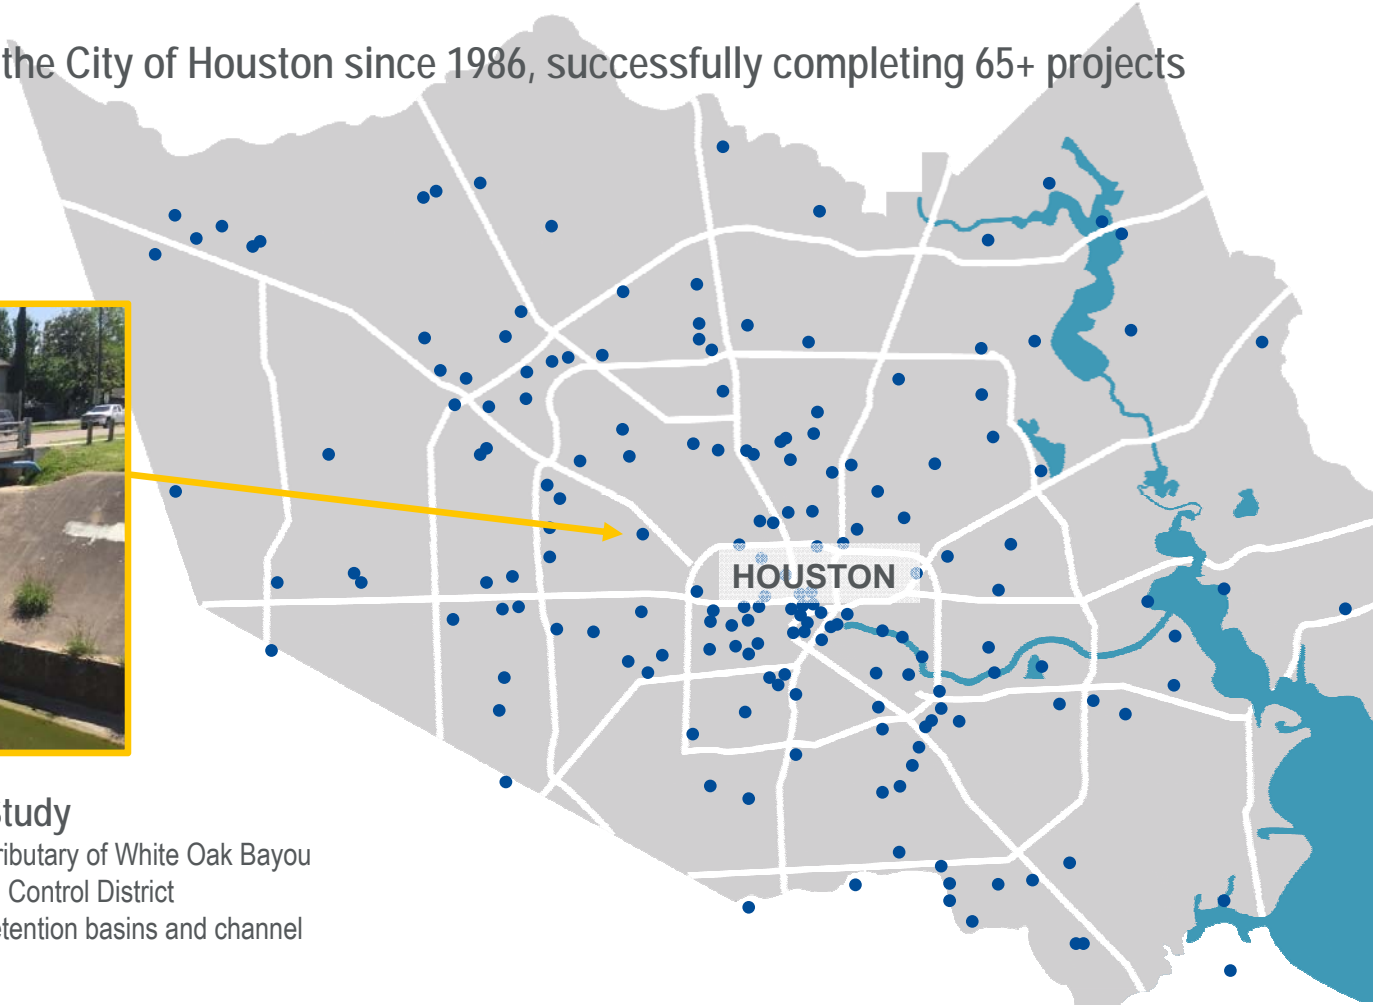 the City of Houston since 1986, successfully completing 65+ projects
HOUSTON
Study
ributary of White Oak Bayou
Control District
etention basins and channel